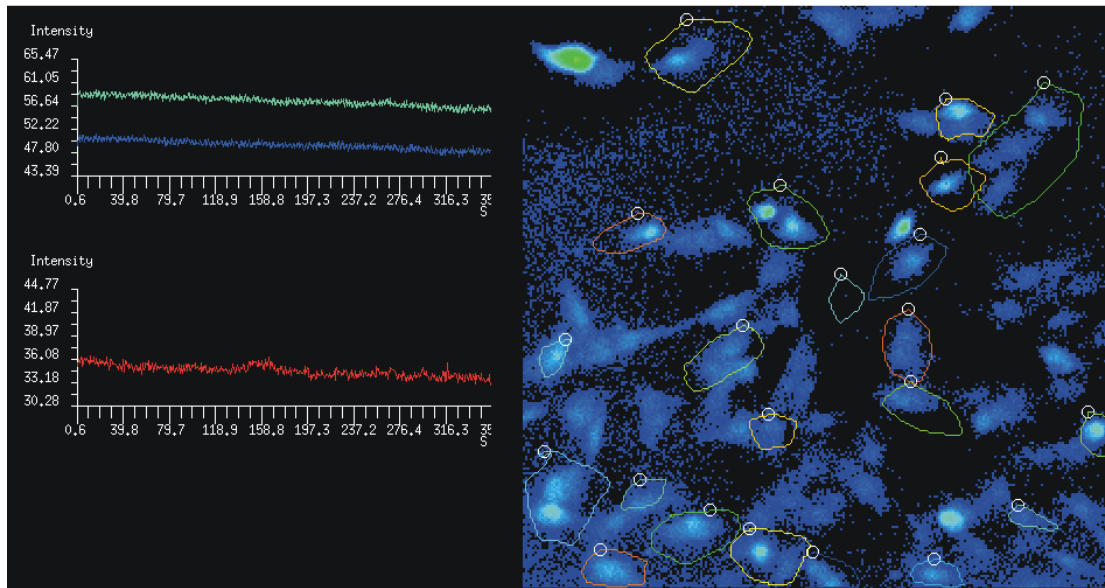 Intensity
65,47
61,05
56,64
52,22
47,80
43,39
0,6 39,8 79,7 118,9 158,8 197,3 237,2 276,4 316,3 35
S
Intensity
44,77
41,87
38,97
36,08
33,18
30,28
0,6 39,8 79,7 118,9 158,8 197,3 237,2 276,4 316,3 35
S